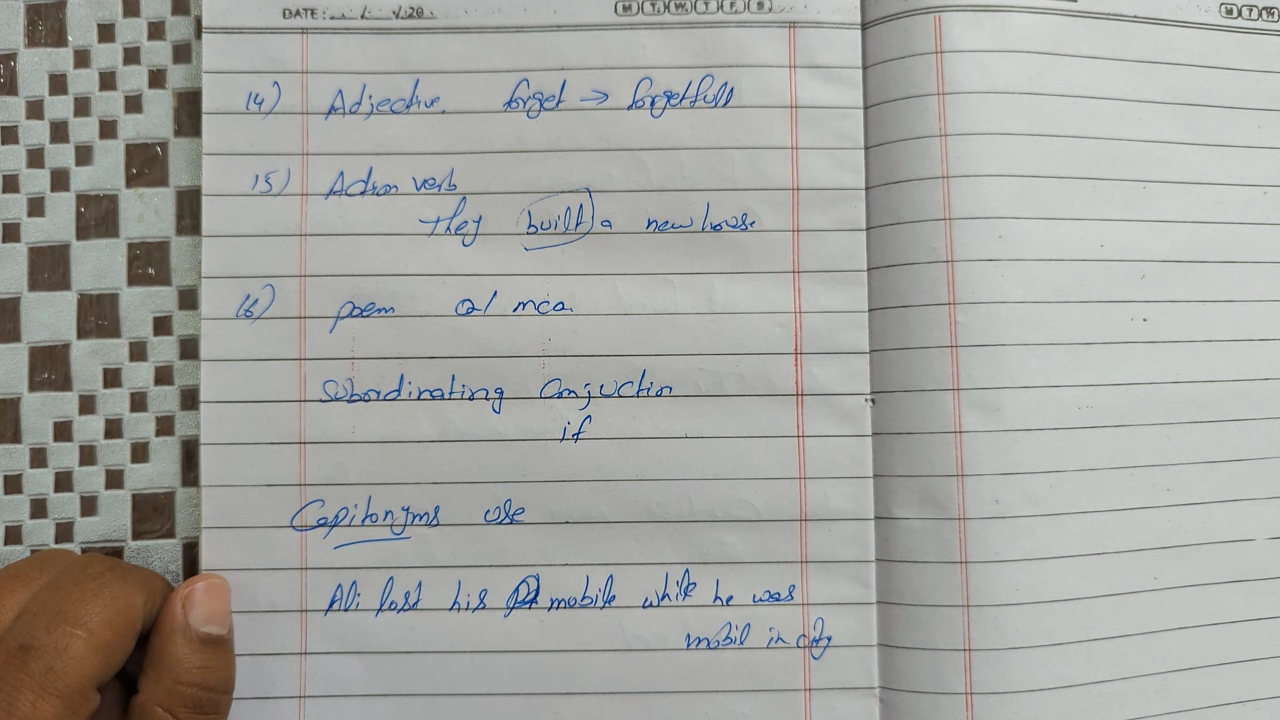 DATE: / /20
M T W T F S
M T W
14) Adjective. forget → forgetfull
15) Action verb
They built a new house.
16) poem Q/ mca.
Subordinating Conjuction
if
Capitonyms use
Ali lost his mobile while he was
mobil in city